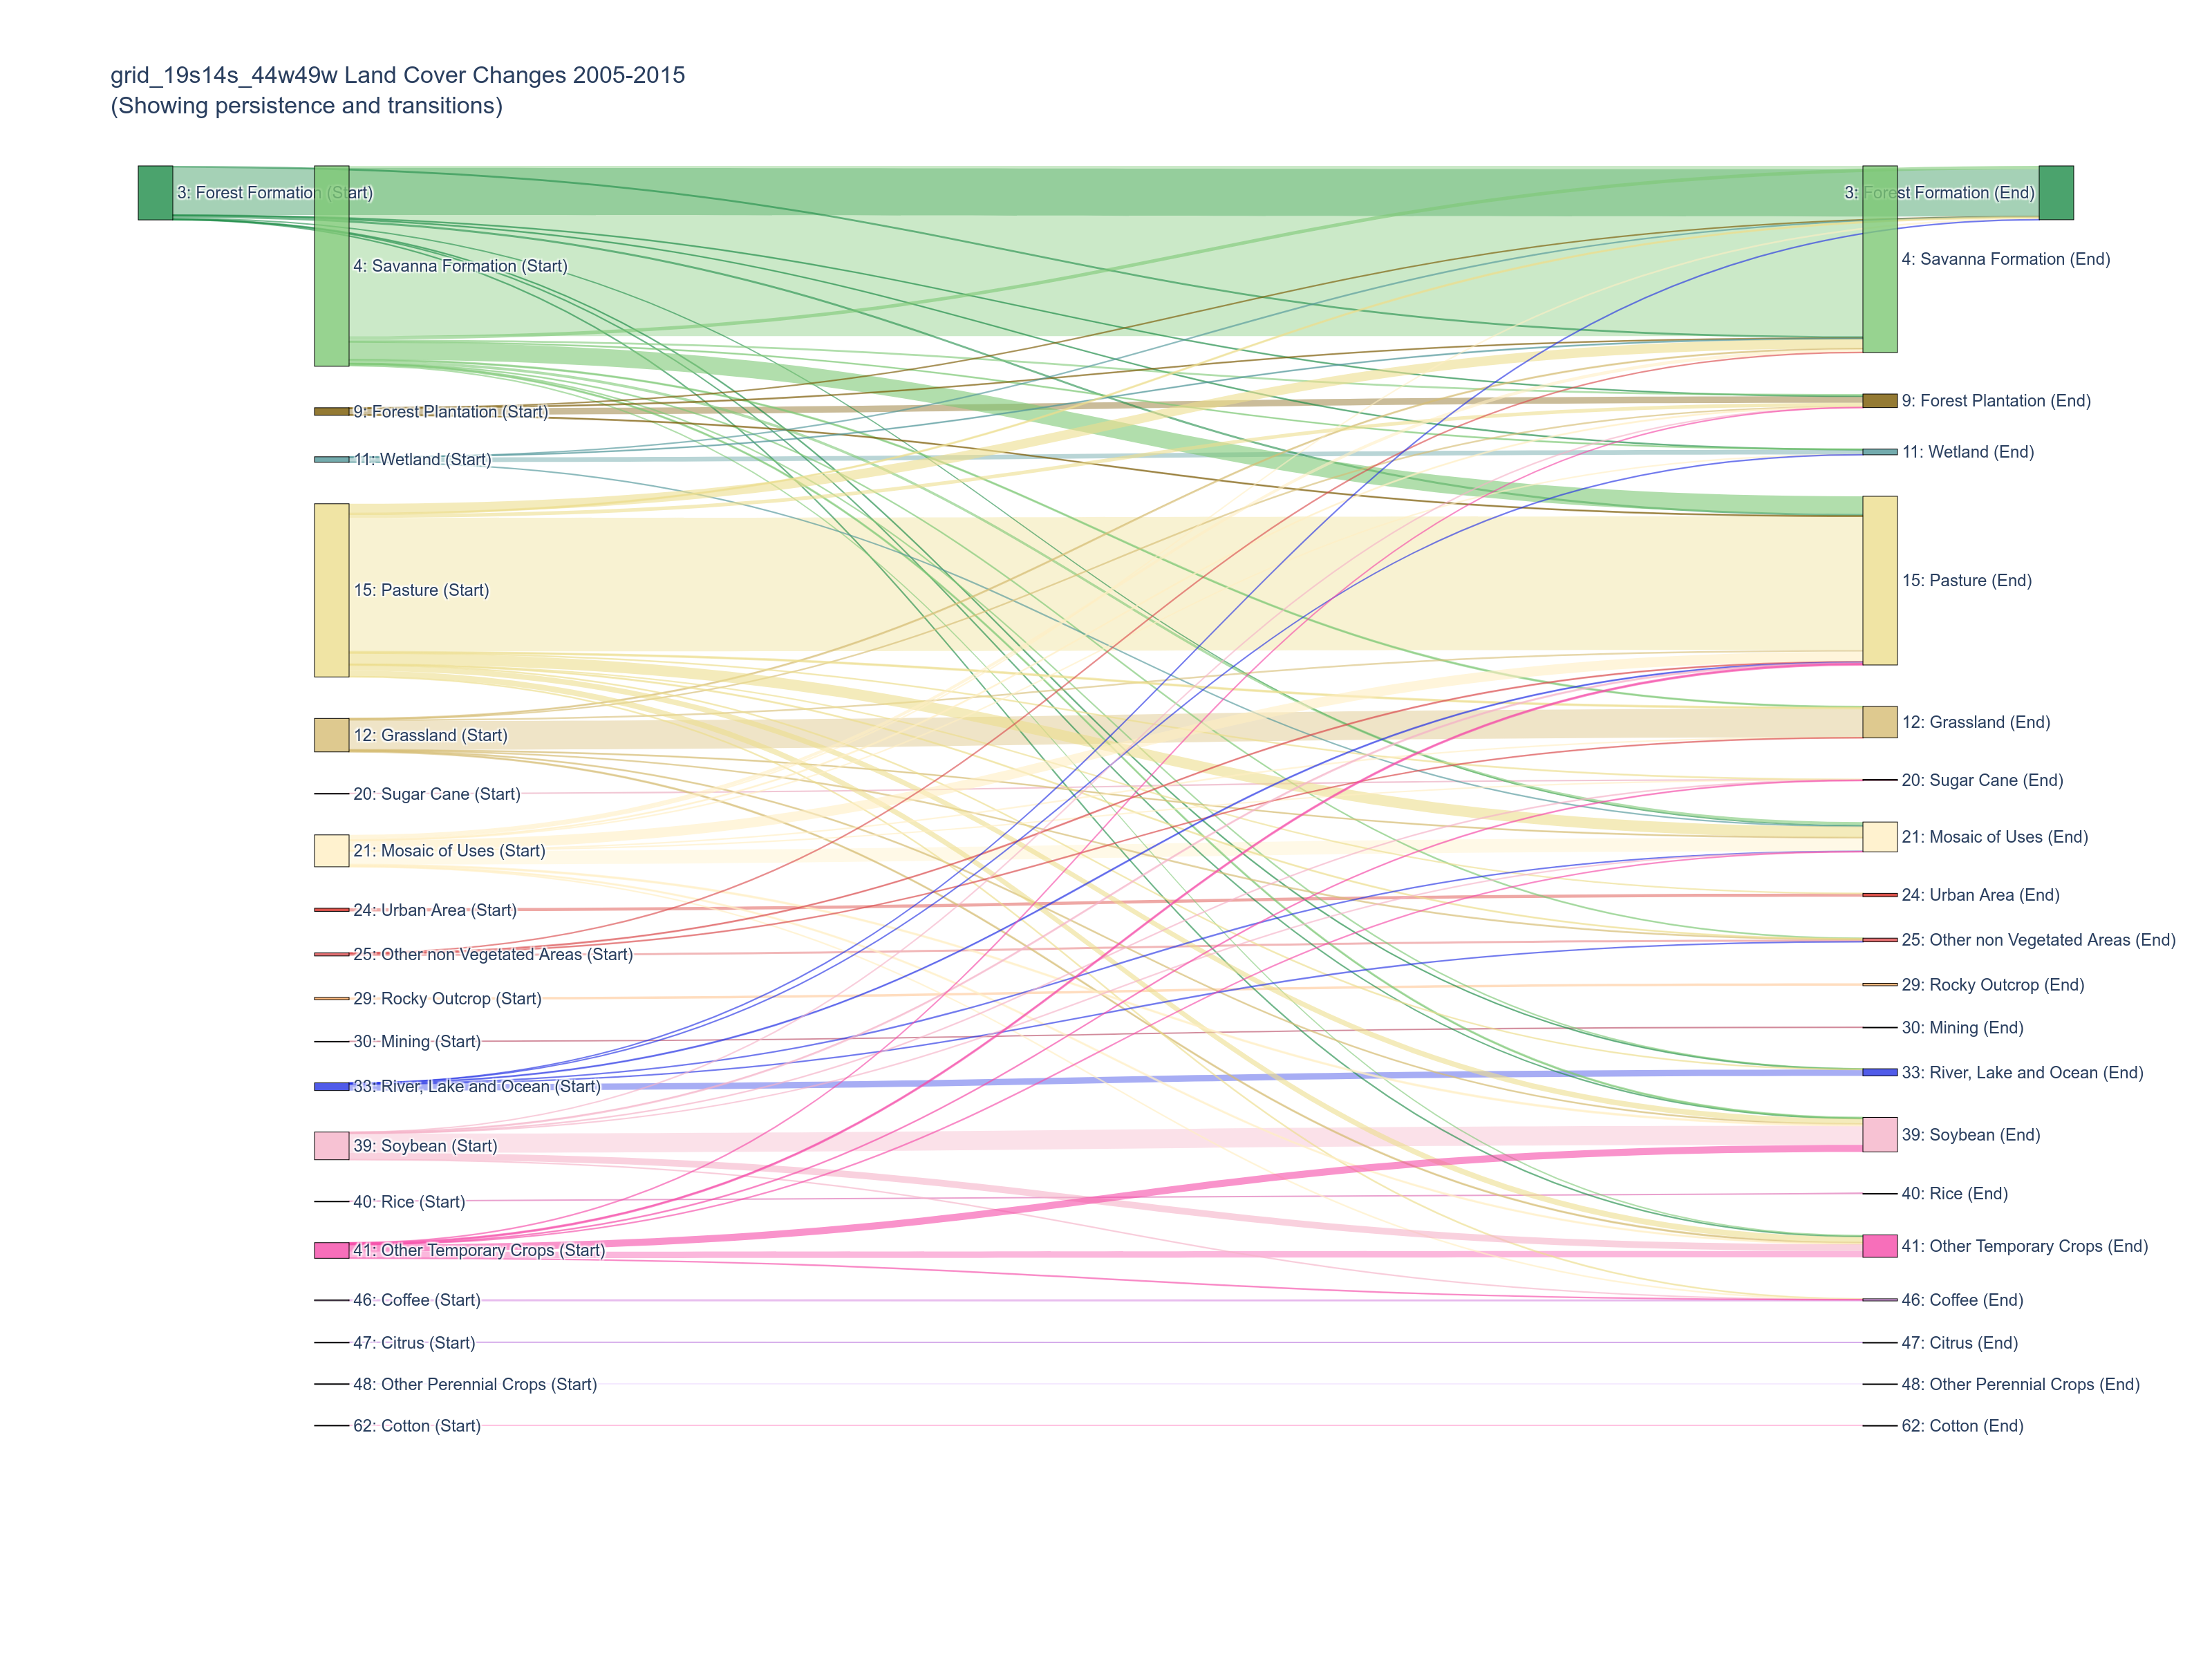 grid_19s14s_44w49w Land Cover Changes 2005-2015
(Showing persistence and transitions)
3: Forest Formation (Start)
3: Forest Formation (End)
4: Savanna Formation (Start)
4: Savanna Formation (End)
9: Forest Plantation (Start)
9: Forest Plantation (End)
11: Wetland (Start)
11: Wetland (End)
15: Pasture (Start)
15: Pasture (End)
12: Grassland (Start)
12: Grassland (End)
20: Sugar Cane (Start)
20: Sugar Cane (End)
21: Mosaic of Uses (Start)
21: Mosaic of Uses (End)
24: Urban Area (Start)
24: Urban Area (End)
25: Other non Vegetated Areas (Start)
25: Other non Vegetated Areas (End)
29: Rocky Outcrop (Start)
29: Rocky Outcrop (End)
30: Mining (Start)
30: Mining (End)
33: River, Lake and Ocean (Start)
33: River, Lake and Ocean (End)
39: Soybean (Start)
39: Soybean (End)
40: Rice (Start)
40: Rice (End)
41: Other Temporary Crops (Start)
41: Other Temporary Crops (End)
46: Coffee (Start)
46: Coffee (End)
47: Citrus (Start)
47: Citrus (End)
48: Other Perennial Crops (Start)
48: Other Perennial Crops (End)
62: Cotton (Start)
62: Cotton (End)